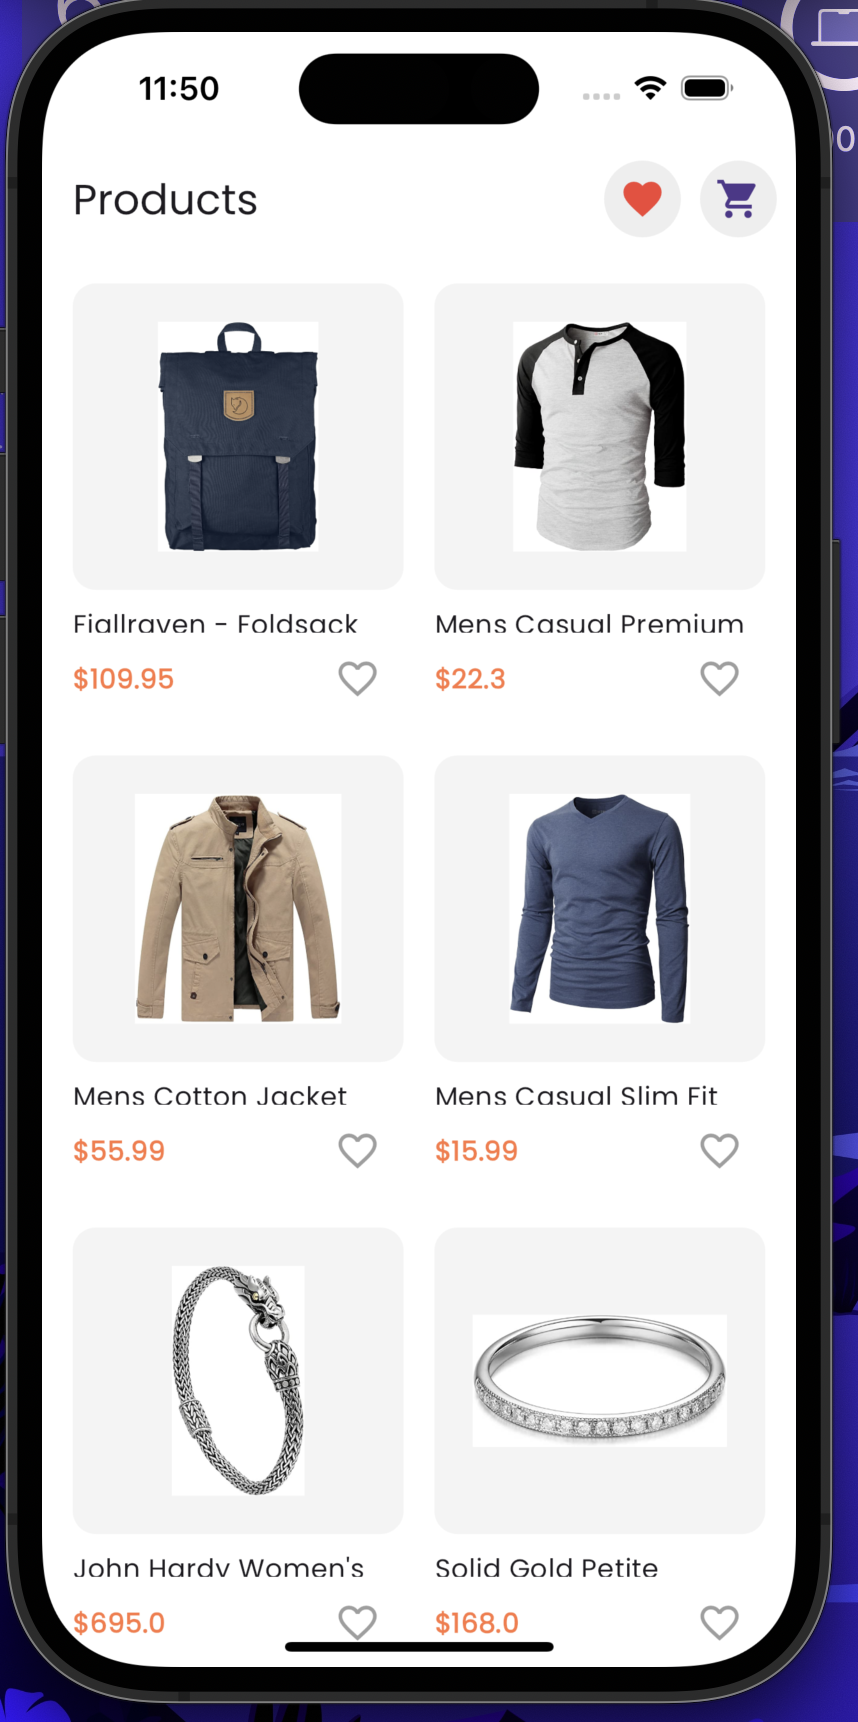 11:50
Products
Fjallraven - Foldsack
Mens Casual Premium
$109.95
$22.3
Mens Cotton Jacket
Mens Casual Slim Fit
$55.99
$15.99
John Hardy Women's
Solid Gold Petite
$695.0
$168.0